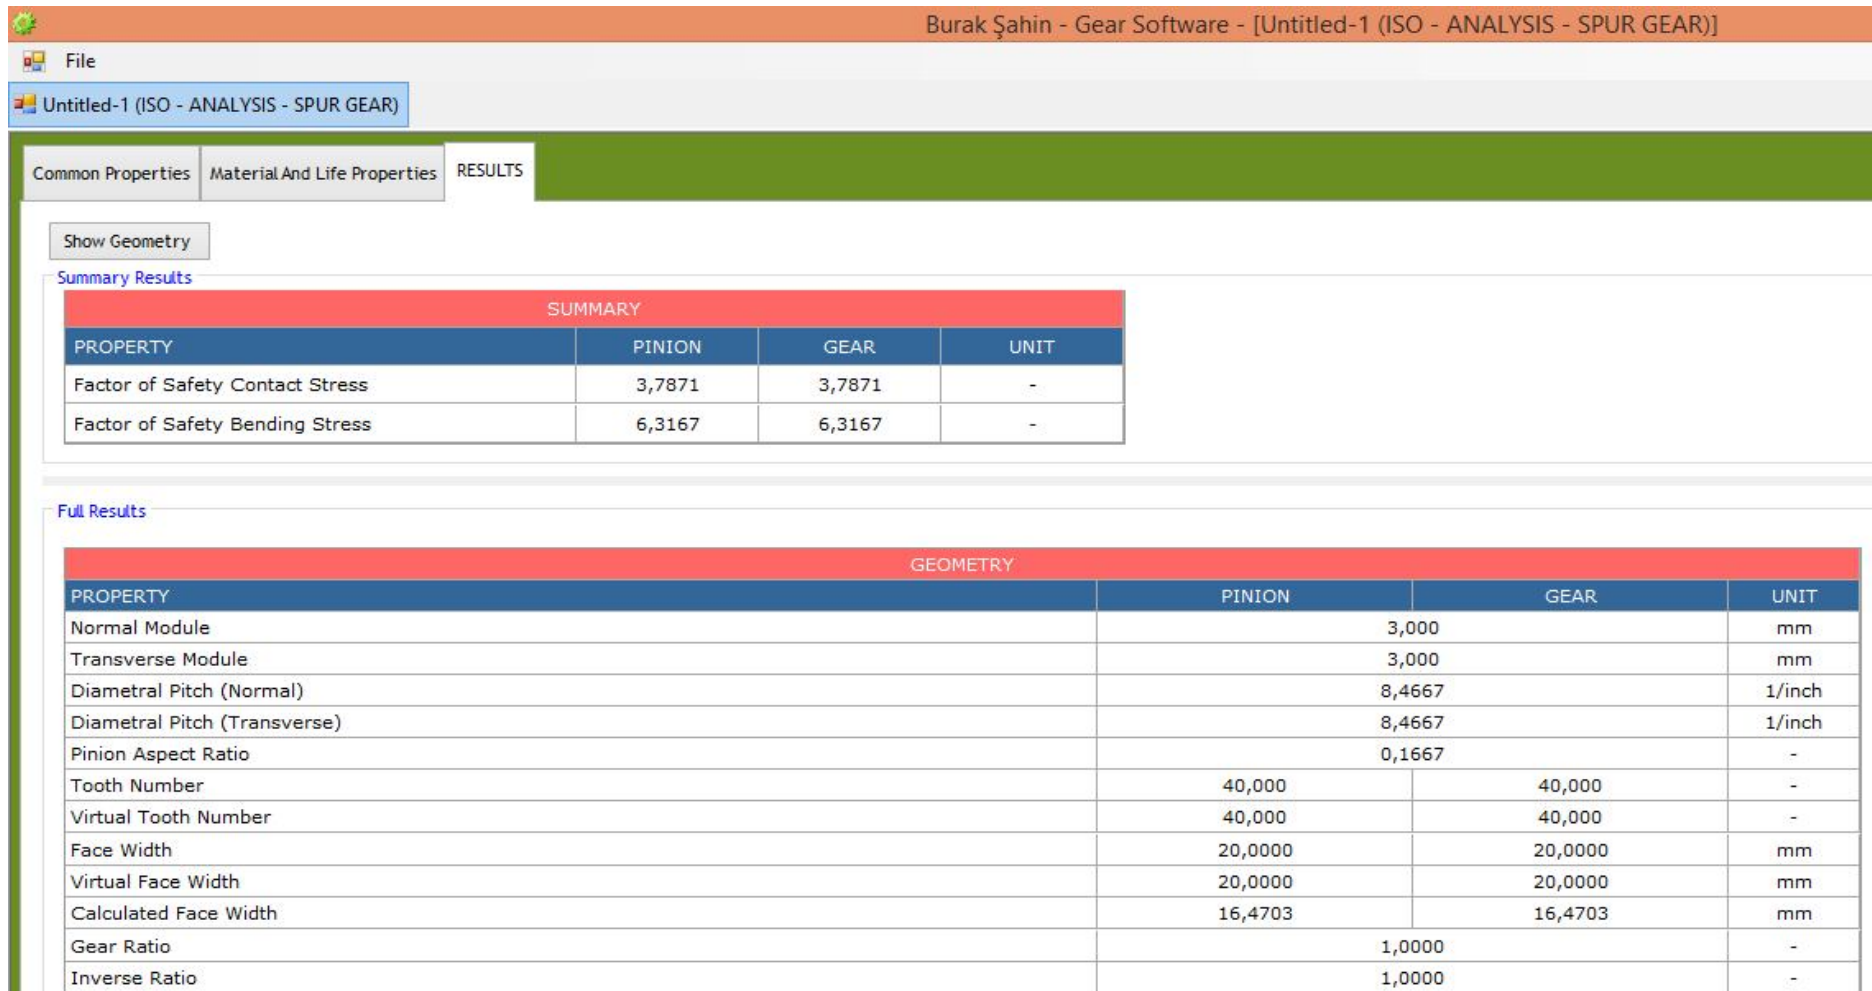 Burak Şahin - Gear Software - [Untitled-1 (ISO - ANALYSIS - SPUR GEAR)]
File
Untitled-1 (ISO - ANALYSIS - SPUR GEAR)
Common Properties Material And Life Properties RESULTS
Show Geometry
Summary Results
SUMMARY
PROPERTY PINION GEAR UNIT
Factor of Safety Contact Stress 3,7871 3,7871 -
Factor of Safety Bending Stress 6,3167 6,3167 -
Full Results
GEOMETRY
PROPERTY PINION GEAR UNIT
Normal Module 3,000 mm
Transverse Module 3,000 mm
Diametral Pitch (Normal) 8,4667 1/inch
Diametral Pitch (Transverse) 8,4667 1/inch
Pinion Aspect Ratio 0,1667 -
Tooth Number 40,000 40,000 -
Virtual Tooth Number 40,000 40,000 -
Face Width 20,0000 20,0000 mm
Virtual Face Width 20,0000 20,0000 mm
Calculated Face Width 16,4703 16,4703 mm
Gear Ratio 1,0000 -
Inverse Ratio 1,0000 -